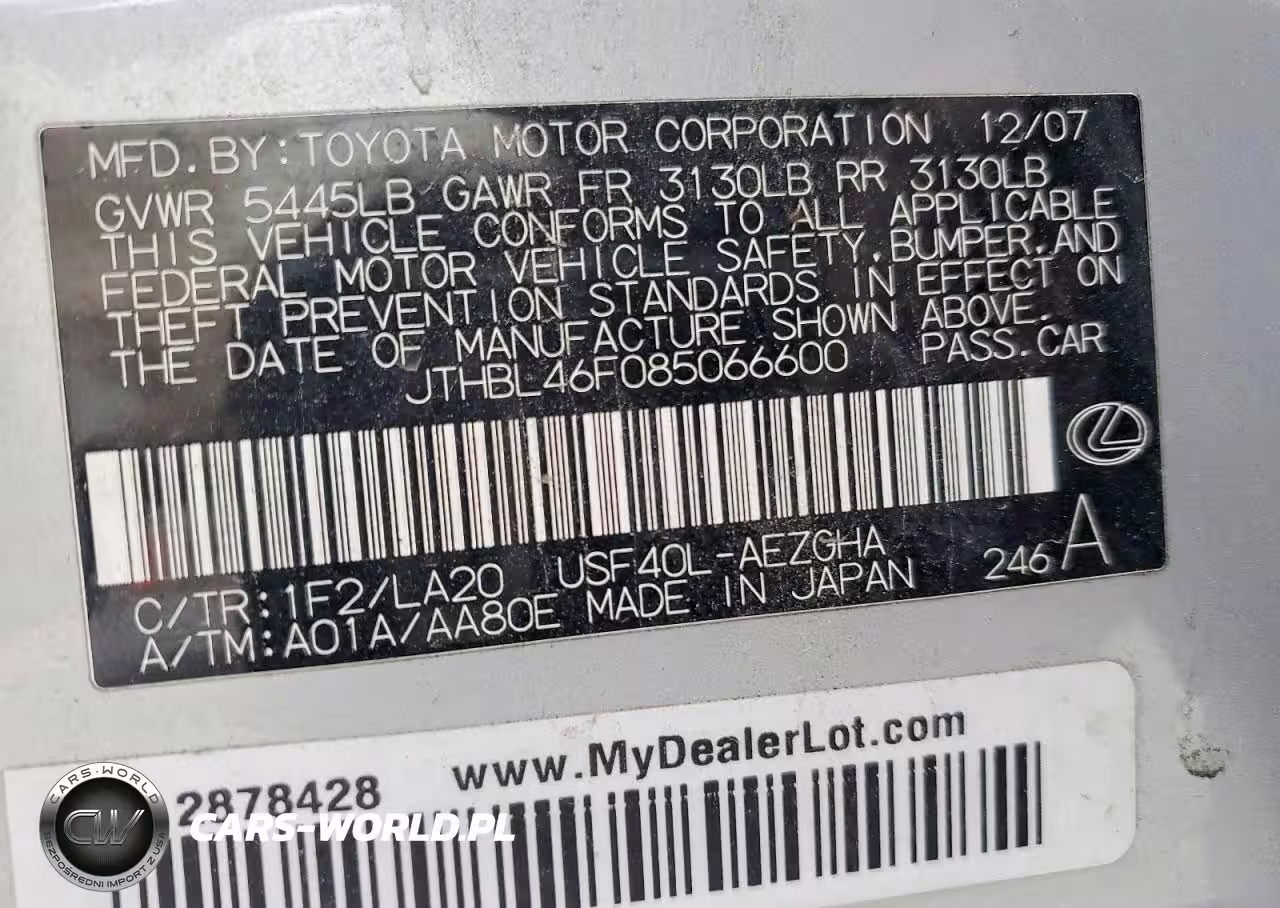 MFD. BY: TOYOTA MOTOR CORPORATION 12/07
GVWR 5445LB GAWR FR 3130LB RR 3130LB
THIS VEHICLE CONFORMS TO ALL APPLICABLE
FEDERAL MOTOR VEHICLE SAFETY, BUMPER, AND
THEFT PREVENTION STANDARDS IN EFFECT ON
THE DATE OF MANUFACTURE SHOWN ABOVE.
JTHBL46F085066600 PASS. CAR
C/TR: 1F2/LA20 USF40L-AEZGHA
A/TM: A01A/AA80E MADE IN JAPAN 246 A
2878428 www.MyDealerLot.com
CARS-WORLD
CW
BEZPOŚREDNI IMPORT Z USA
CARS-WORLD.PL